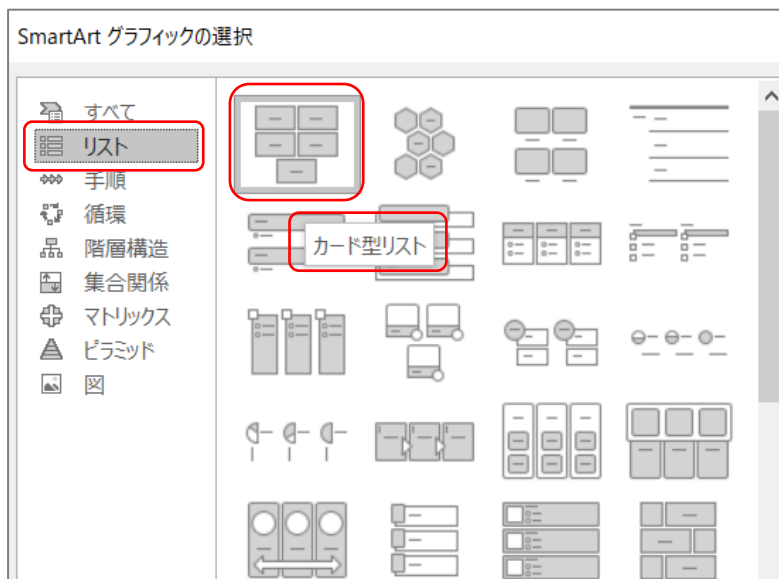 SmartArt グラフィックの選択
すべて
リスト
手順
循環
階層構造
集合関係
マトリックス
ピラミッド
図
カード型リスト